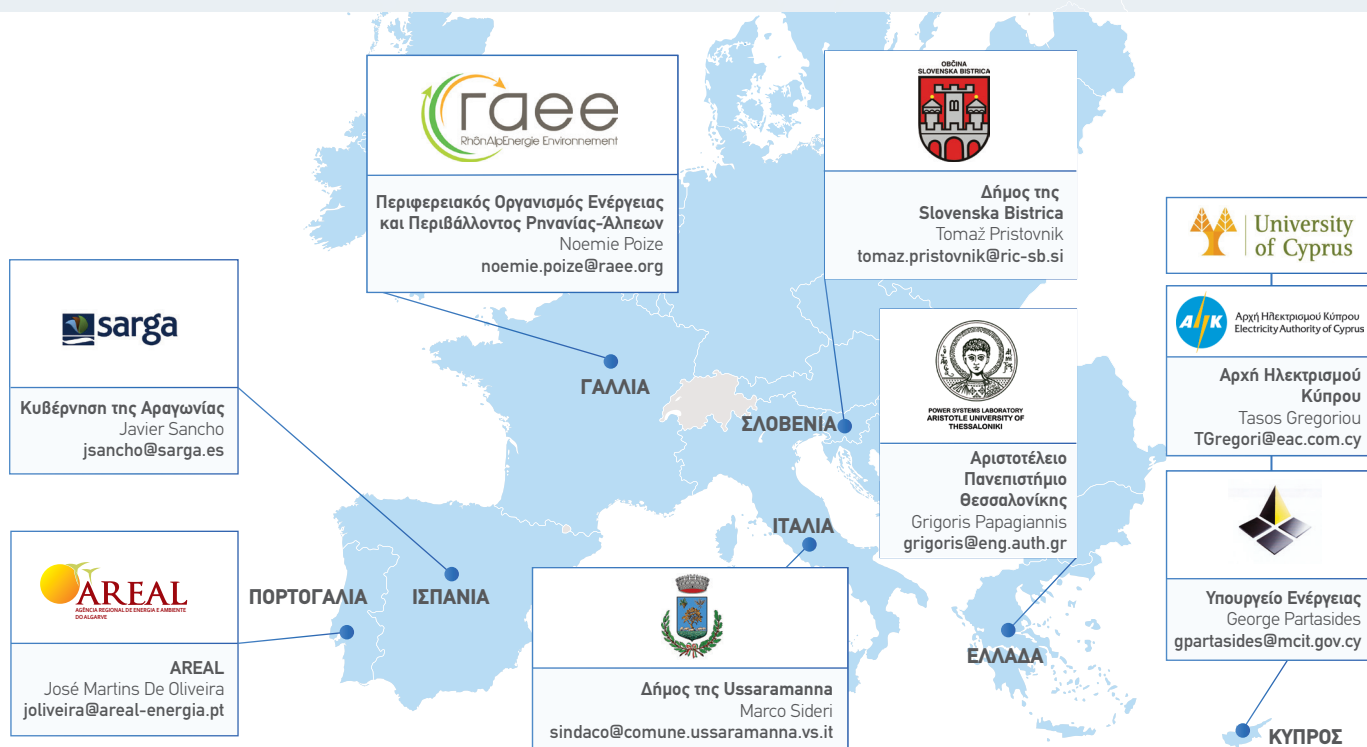 raee
RhônAlpEnergie Environnement
Περιφερειακός Οργανισμός Ενέργειας
και Περιβάλλοντος Ρηνανίας-Άλπεων
Noemie Poize
noemie.poize@raee.org
OBČINA
SLOVENSKA BISTRICA
Δήμος της
Slovenska Bistrica
Tomaž Pristovnik
tomaz.pristovnik@ric-sb.si
University
of Cyprus
ΑΗΚ
Αρχή Ηλεκτρισμού Κύπρου
Electricity Authority of Cyprus
Αρχή Ηλεκτρισμού
Κύπρου
Tasos Gregoriou
TGregori@eac.com.cy
sarga
Κυβέρνηση της Αραγωνίας
Javier Sancho
jsancho@sarga.es
ΓΑΛΛΙΑ
ΣΛΟΒΕΝΙΑ
POWER SYSTEMS LABORATORY
ARISTOTLE UNIVERSITY OF
THESSALONIKI
Αριστοτέλειο
Πανεπιστήμιο
Θεσσαλονίκης
Grigoris Papagiannis
grigoris@eng.auth.gr
Υπουργείο Ενέργειας
George Partasides
gpartasides@mcit.gov.cy
AREAL
AGÊNCIA REGIONAL DE ENERGIA E AMBIENTE
DO ALGARVE
AREAL
José Martins De Oliveira
joliveira@areal-energia.pt
ΠΟΡΤΟΓΑΛΙΑ
ΙΣΠΑΝΙΑ
ΙΤΑΛΙΑ
Δήμος της Ussaramanna
Marco Sideri
sindaco@comune.ussaramanna.vs.it
ΕΛΛΑΔΑ
ΚΥΠΡΟΣ